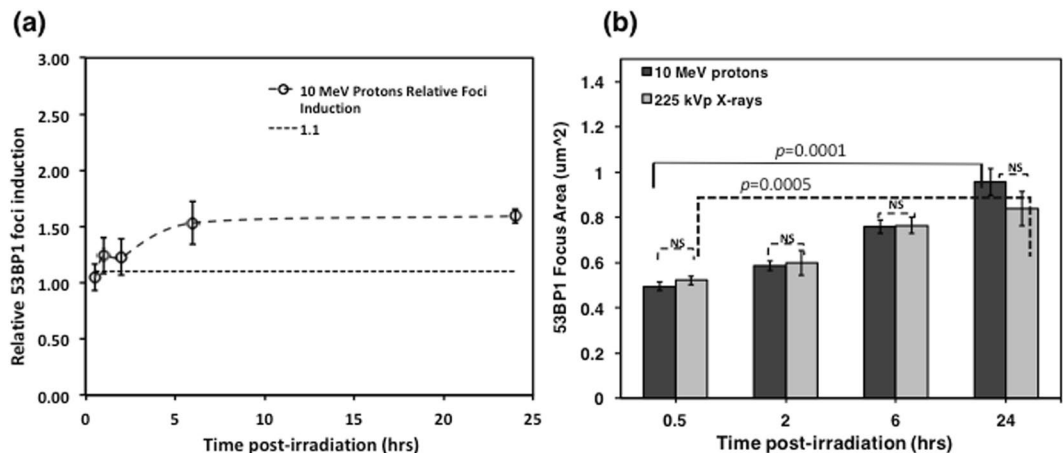 (a)
3.00
2.50
2.00
1.50
1.00
0.50
0.00
Relative 53BP1 foci induction
10 MeV Protons Relative Foci
Induction
1.1
0
5
10
15
20
25
Time post-irradiation (hrs)
(b)
1.4
1.2
1
0.8
0.6
0.4
0.2
0
53BP1 Focus Area (um^2)
10 MeV protons
225 kVp X-rays
p=0.0001
p=0.0005
NS
NS
NS
NS
0.5
2
6
24
Time post-irradiation (hrs)